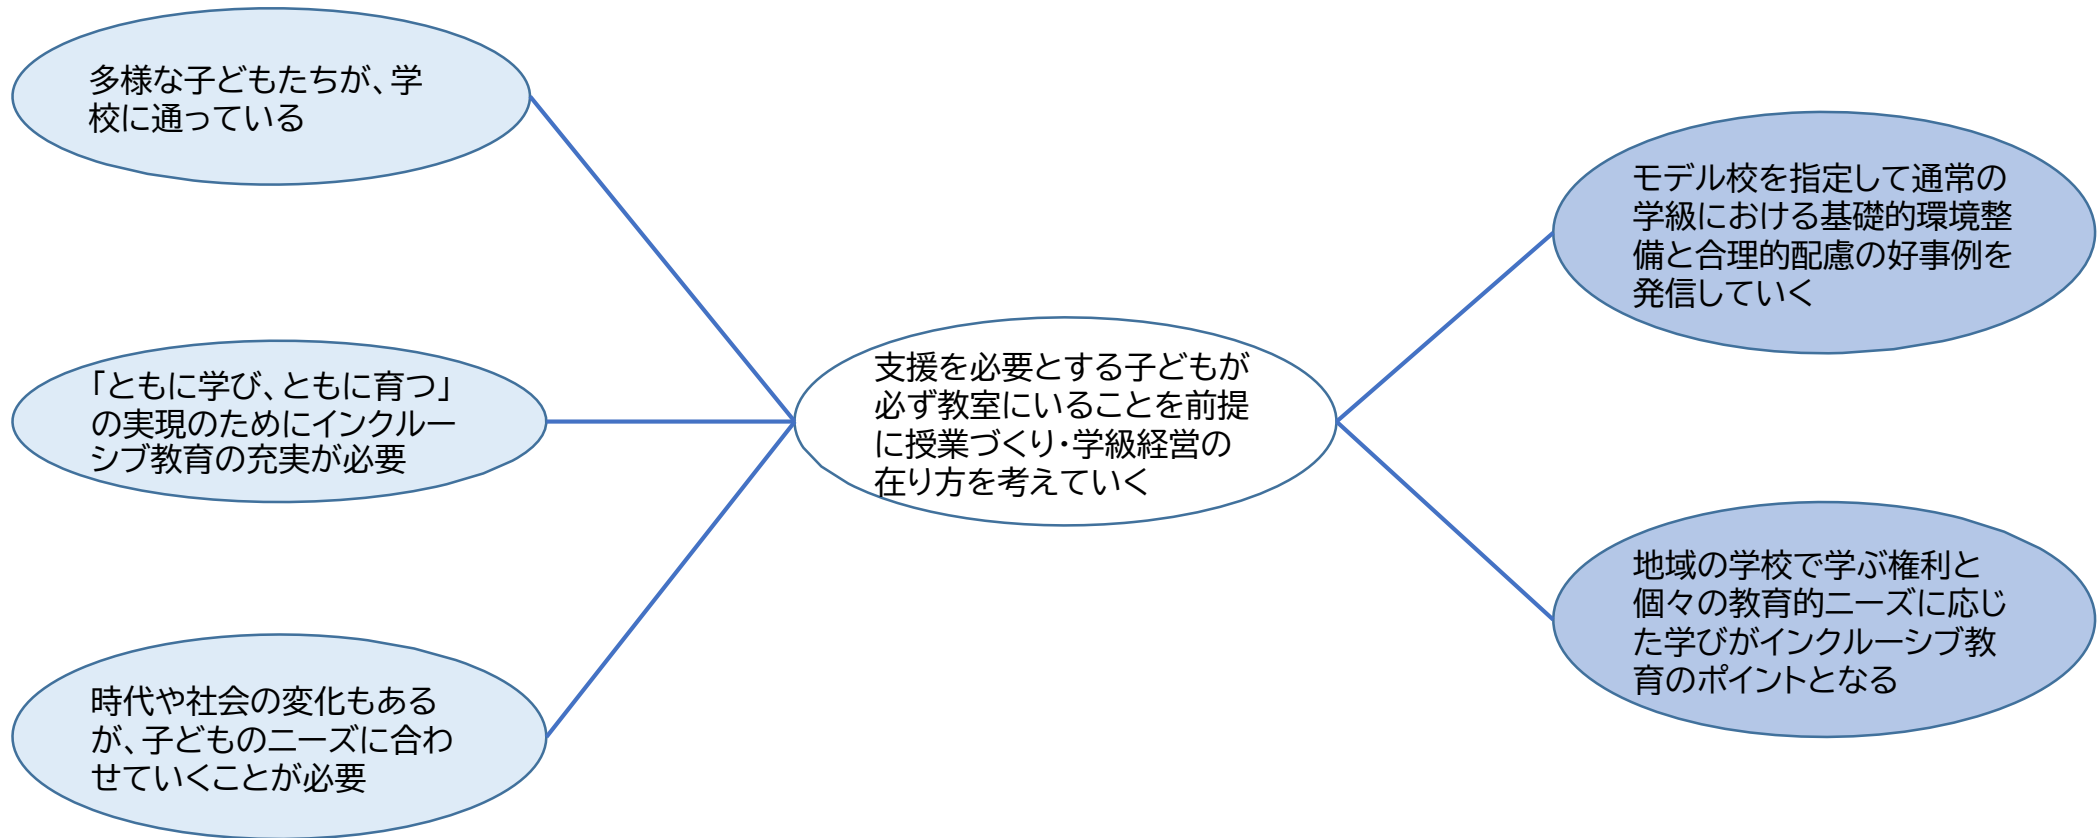 多様な子どもたちが、学
校に通っている
「ともに学び、ともに育つ」
の実現のためにインクルー
シブ教育の充実が必要
時代や社会の変化もある
が、子どものニーズに合わ
せていくことが必要
支援を必要とする子どもが
必ず教室にいることを前提
に授業づくり・学級経営の
在り方を考えていく
モデル校を指定して通常の
学級における基礎的環境整
備と合理的配慮の好事例を
発信していく
地域の学校で学ぶ権利と
個々の教育的ニーズに応じ
た学びがインクルーシブ教
育のポイントとなる